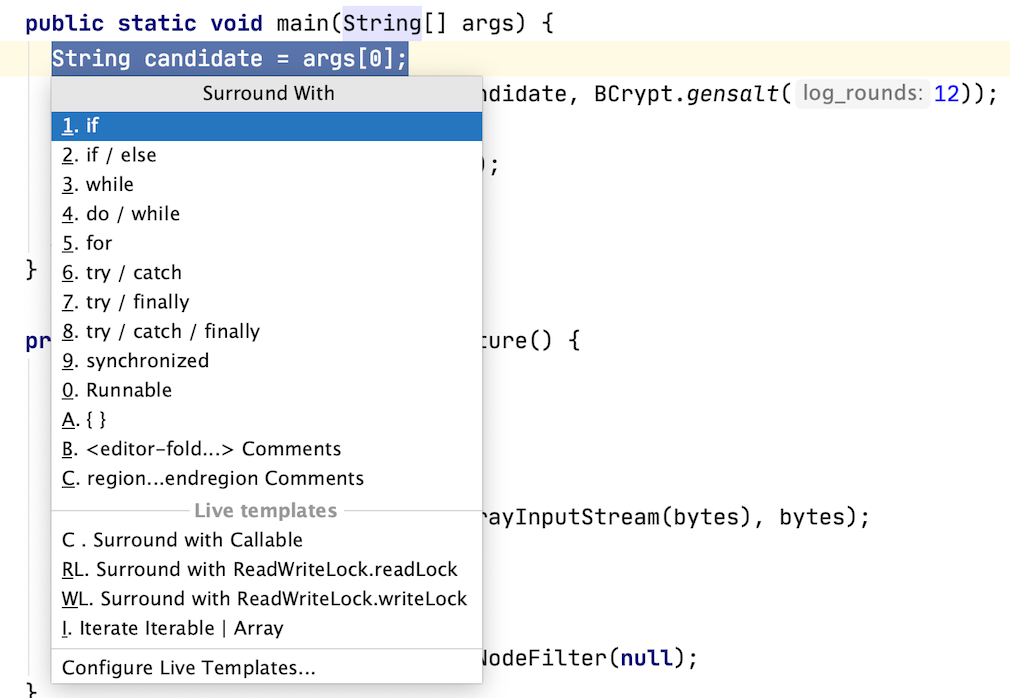 public static void main(String[] args) {
String candidate = args[0];
Surround With
ndidate, BCrypt.gensalt( log_rounds: 12));
1. if
2. if / else
);
3. while
4. do / while
5. for
}
6. try / catch
7. try / finally
8. try / catch / finally
pr ture() {
9. synchronized
0. Runnable
A. { }
B. <editor-fold...> Comments
C. region...endregion Comments
Live templates
rayInputStream(bytes), bytes);
C . Surround with Callable
RL. Surround with ReadWriteLock.readLock
WL. Surround with ReadWriteLock.writeLock
I. Iterate Iterable | Array
NodeFilter(null);
Configure Live Templates...
}